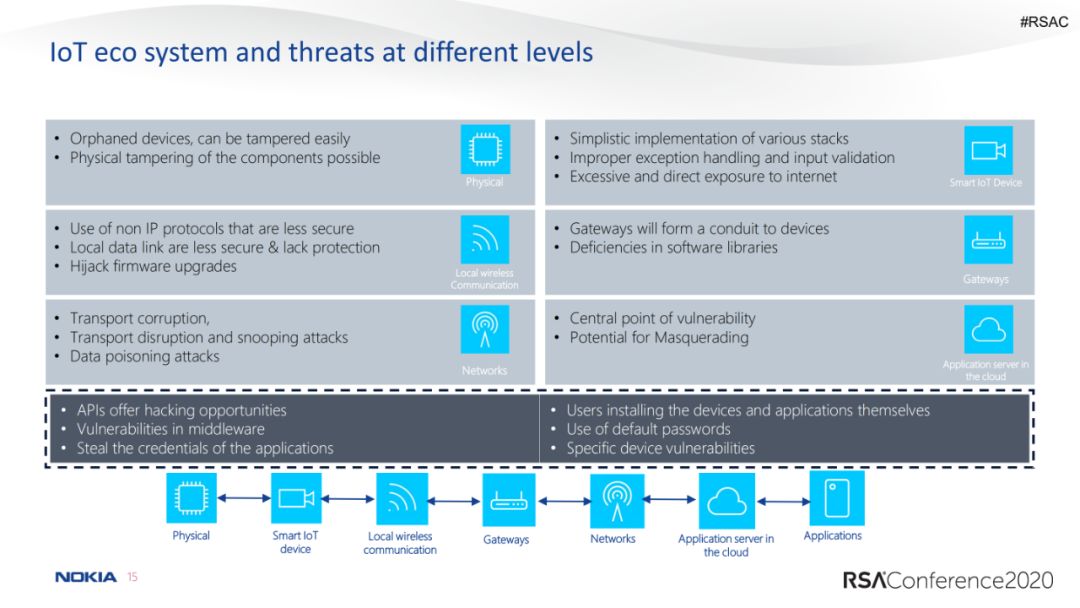 #RSAC
IoT eco system and threats at different levels
• Orphaned devices, can be tampered easily
• Physical tampering of the components possible
Physical
• Simplistic implementation of various stacks
• Improper exception handling and input validation
• Excessive and direct exposure to internet
Smart IoT Device
• Use of non IP protocols that are less secure
• Local data link are less secure & lack protection
• Hijack firmware upgrades
Local wireless
Communication
• Gateways will form a conduit to devices
• Deficiencies in software libraries
Gateways
• Transport corruption,
• Transport disruption and snooping attacks
• Data poisoning attacks
Networks
• Central point of vulnerability
• Potential for Masquerading
Application server in
the cloud
• APIs offer hacking opportunities
• Vulnerabilities in middleware
• Steal the credentials of the applications
• Users installing the devices and applications themselves
• Use of default passwords
• Specific device vulnerabilities
Physical
Smart IoT
device
Local wireless
communication
Gateways
Networks
Application server in
the cloud
Applications
NOKIA 15
RSA®Conference2020